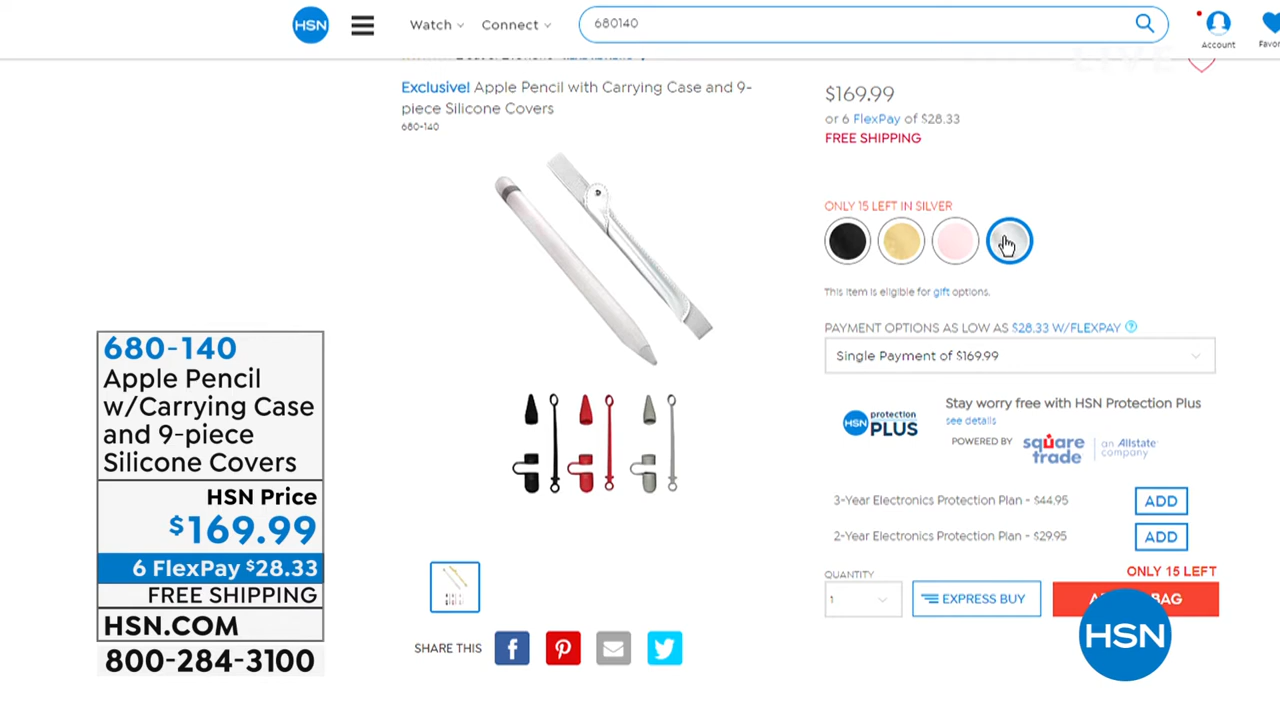 HSN
Watch
Connect
680140
Account
Favo
LIVE
Exclusive! Apple Pencil with Carrying Case and 9-
piece Silicone Covers
680-140
$169.99
or 6 FlexPay of $28.33
FREE SHIPPING
ONLY 15 LEFT IN SILVER
This item is eligible for gift options.
PAYMENT OPTIONS AS LOW AS $28.33 W/FLEXPAY ?
Single Payment of $169.99
HSN protection PLUS
Stay worry free with HSN Protection Plus
see details
POWERED BY square trade | an Allstate company
3-Year Electronics Protection Plan - $44.95 ADD
2-Year Electronics Protection Plan - $29.95 ADD
ONLY 15 LEFT
QUANTITY
1
EXPRESS BUY
BAG
HSN
SHARE THIS
680-140
Apple Pencil
w/Carrying Case
and 9-piece
Silicone Covers
HSN Price
$169.99
6 FlexPay $28.33
FREE SHIPPING
HSN.COM
800-284-3100